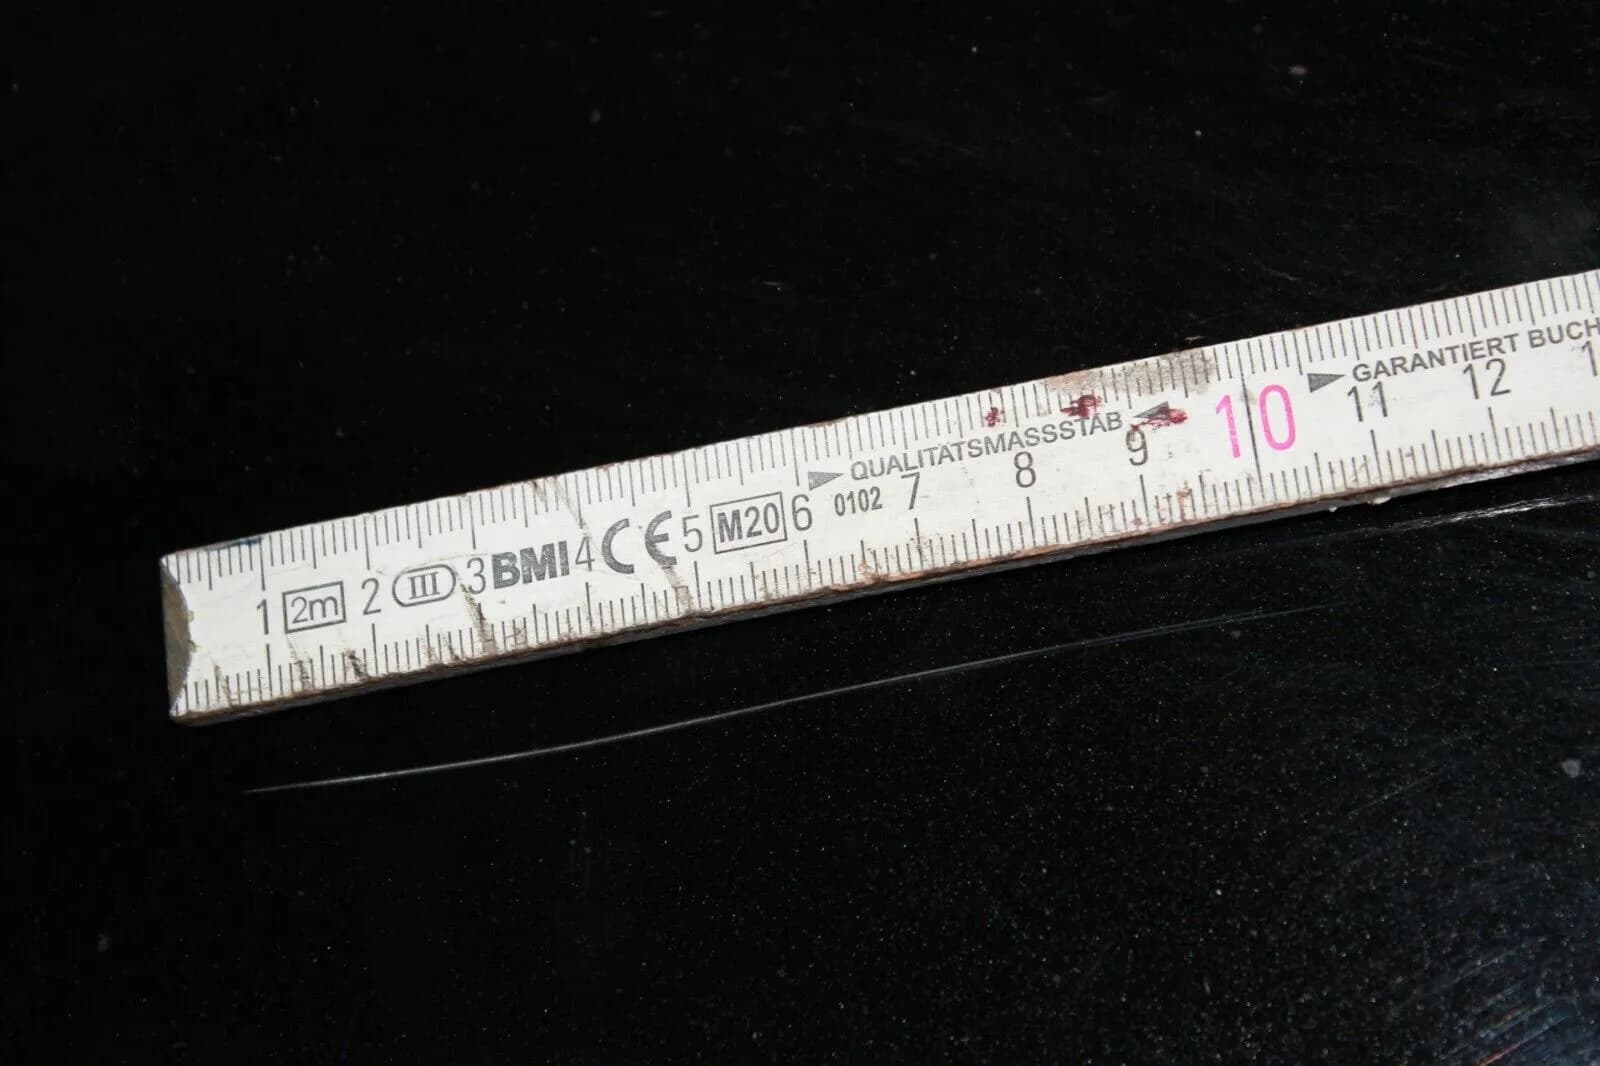 QUALITÄTSMASSSTAB GARANTIERT BUCH
1 2m 2 III 3 BMI 4 CE 5 M20 6 0102 7 8 9 10 11 12